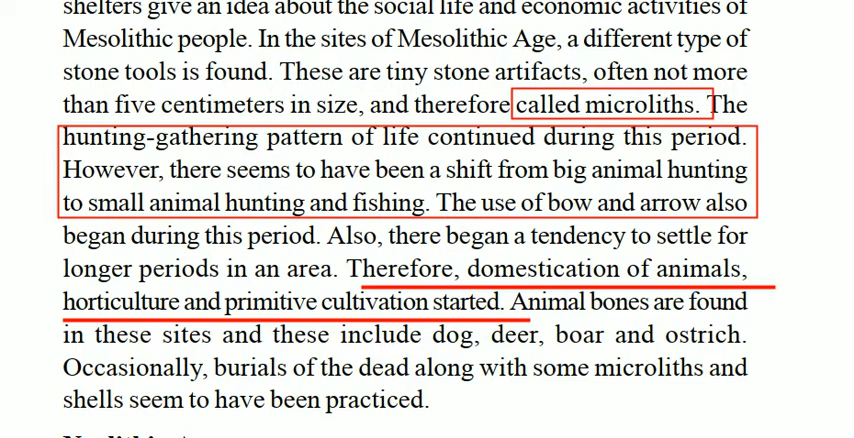 shelters give an idea about the social life and economic activities of
Mesolithic people. In the sites of Mesolithic Age, a different type of
stone tools is found. These are tiny stone artifacts, often not more
than five centimeters in size, and therefore called microliths. The
hunting-gathering pattern of life continued during this period.
However, there seems to have been a shift from big animal hunting
to small animal hunting and fishing. The use of bow and arrow also
began during this period. Also, there began a tendency to settle for
longer periods in an area. Therefore, domestication of animals,
horticulture and primitive cultivation started. Animal bones are found
in these sites and these include dog, deer, boar and ostrich.
Occasionally, burials of the dead along with some microliths and
shells seem to have been practiced.